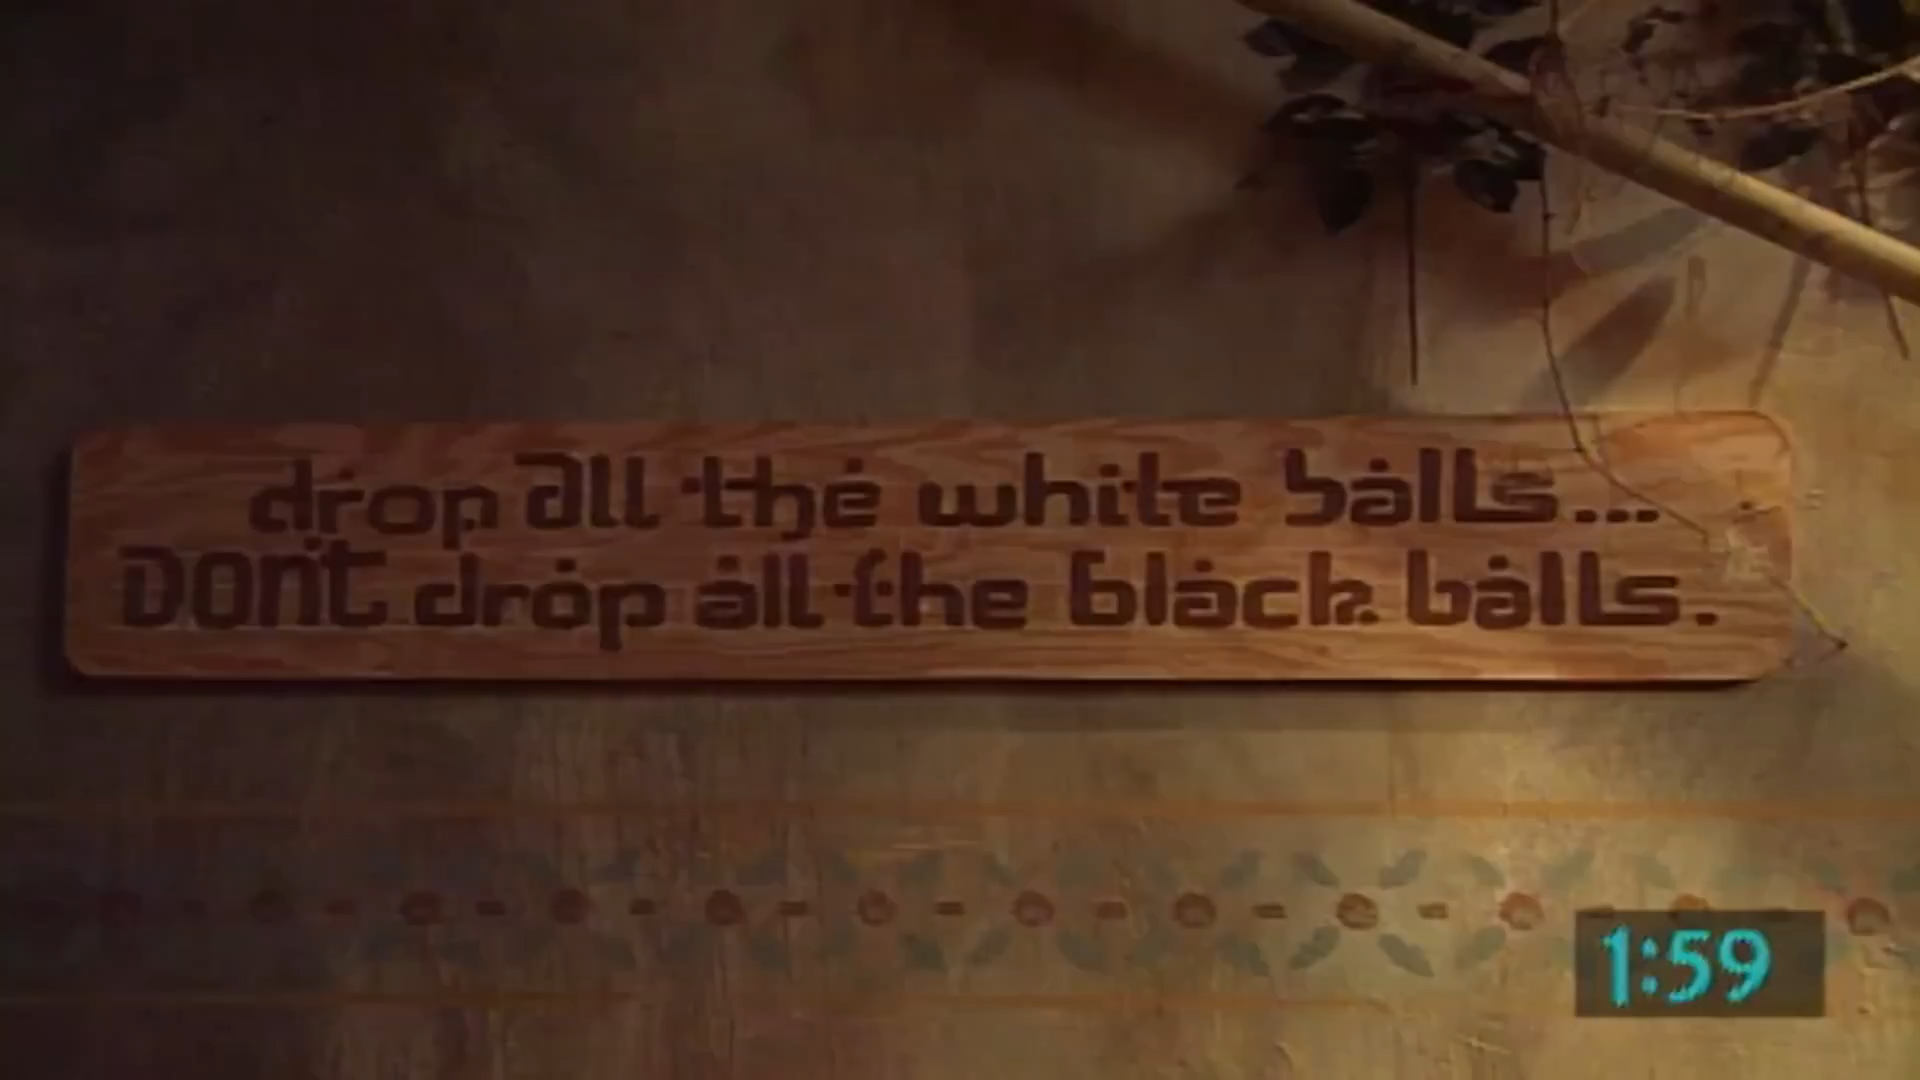 drop all the white balls...
DON'T drop all the black balls.
1:59